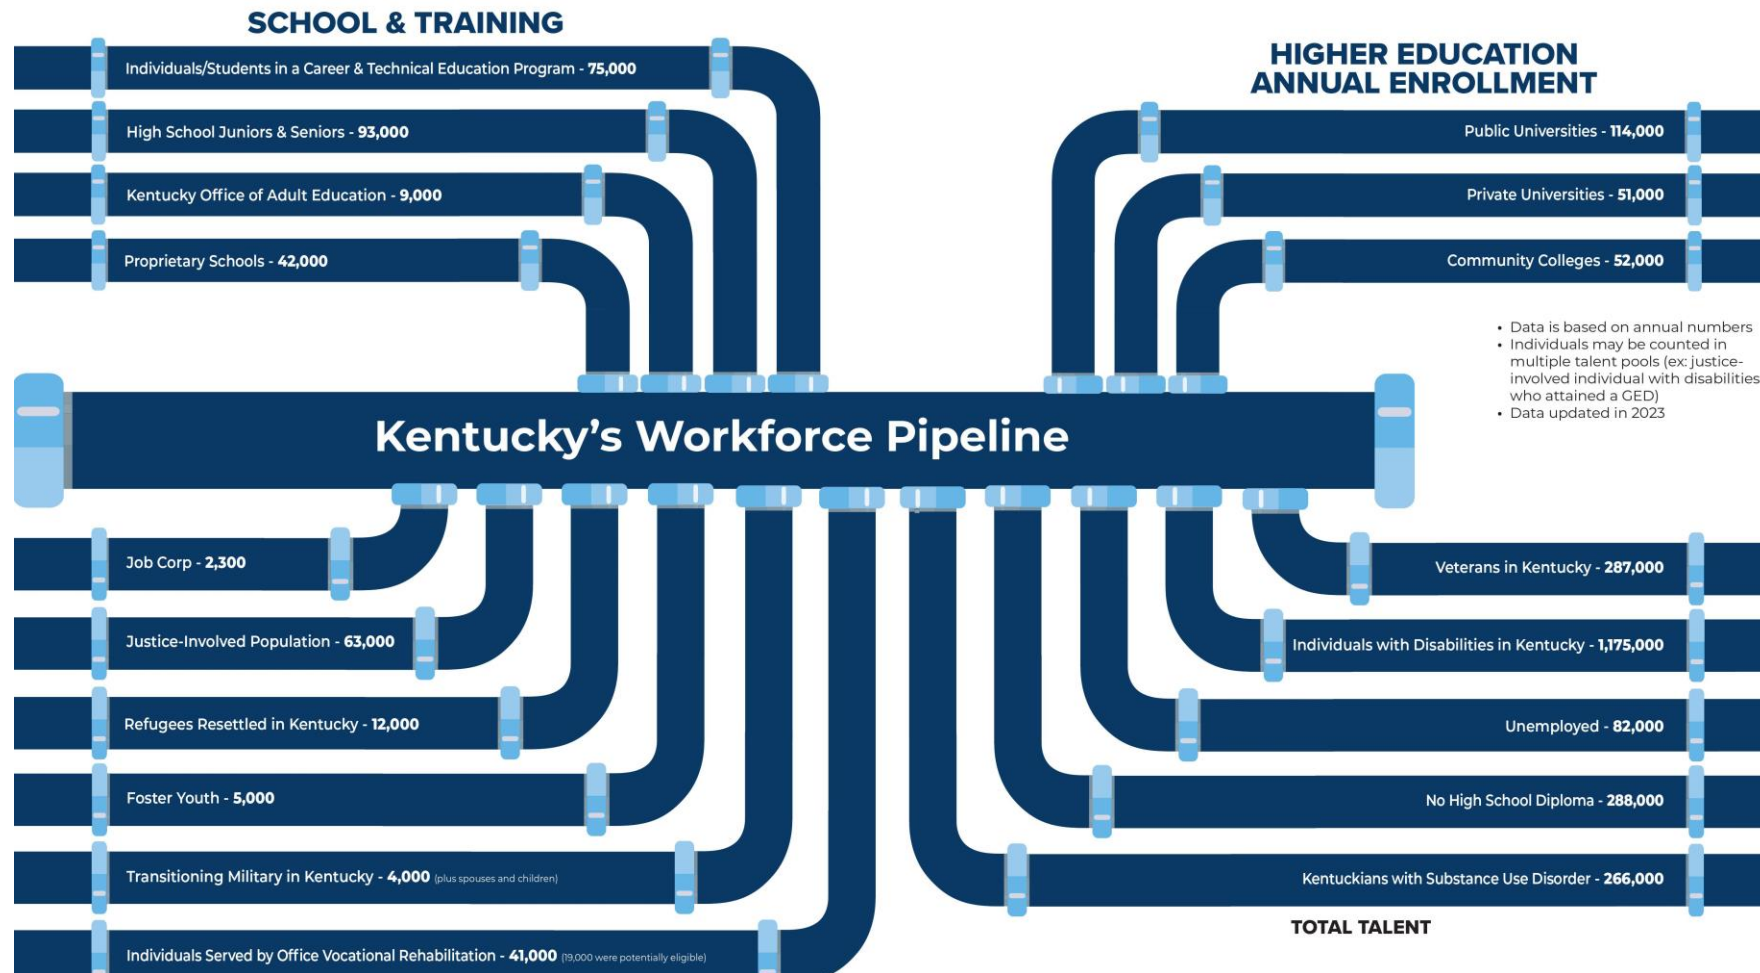 SCHOOL & TRAINING
Individuals/Students in a Career & Technical Education Program - 75,000
High School Juniors & Seniors - 93,000
Kentucky Office of Adult Education - 9,000
Proprietary Schools - 42,000
HIGHER EDUCATION
ANNUAL ENROLLMENT
Public Universities - 114,000
Private Universities - 51,000
Community Colleges - 52,000
• Data is based on annual numbers
• Individuals may be counted in
multiple talent pools (ex: justice-
involved individual with disabilities
who attained a GED)
• Data updated in 2023
Kentucky's Workforce Pipeline
Job Corp - 2,300
Justice-Involved Population - 63,000
Refugees Resettled in Kentucky - 12,000
Foster Youth - 5,000
Transitioning Military in Kentucky - 4,000 (plus spouses and children)
Individuals Served by Office Vocational Rehabilitation - 41,000 (19,000 were potentially eligible)
Veterans in Kentucky - 287,000
Individuals with Disabilities in Kentucky - 1,175,000
Unemployed - 82,000
No High School Diploma - 288,000
Kentuckians with Substance Use Disorder - 266,000
TOTAL TALENT